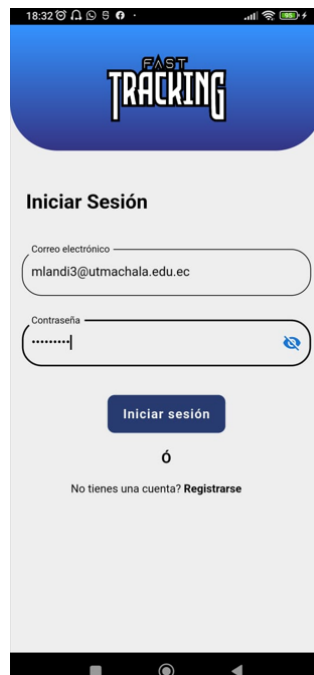 18:32
FAST
TRACKING
Iniciar Sesión
Correo electrónico
mlandi3@utmachala.edu.ec
Contraseña
•••••••••
Iniciar sesión
Ó
No tienes una cuenta? Registrarse